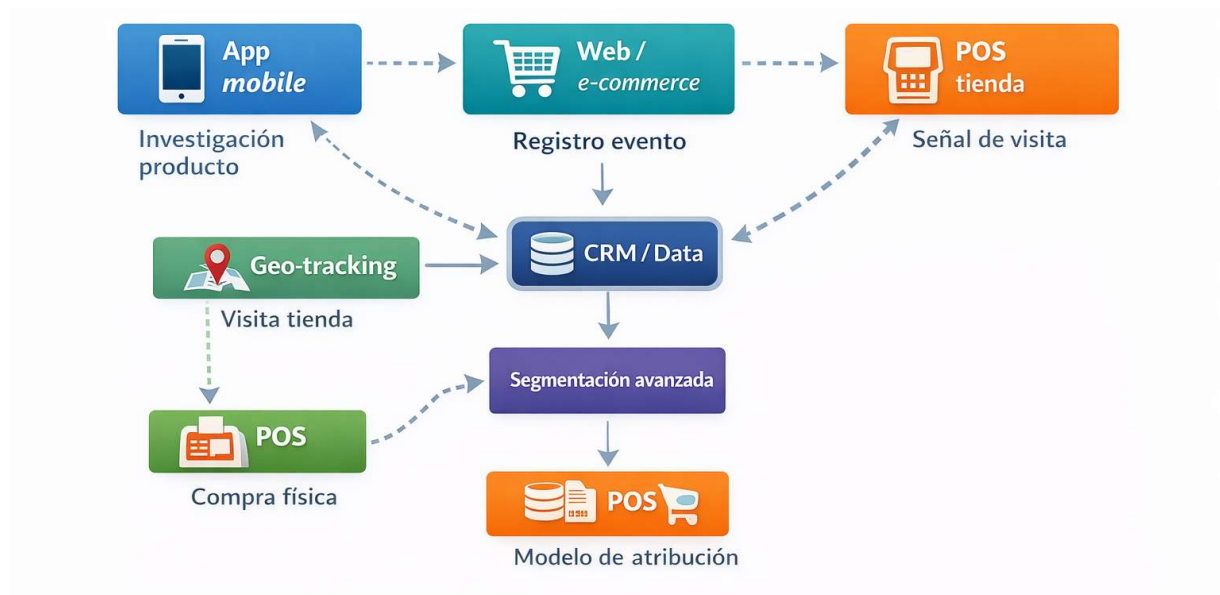 App
mobile
Web /
e-commerce
POS
tienda
Investigación
producto
Registro evento
Señal de visita
Geo-tracking
CRM / Data
Visita tienda
Segmentación avanzada
POS
Compra física
POS
Modelo de atribución